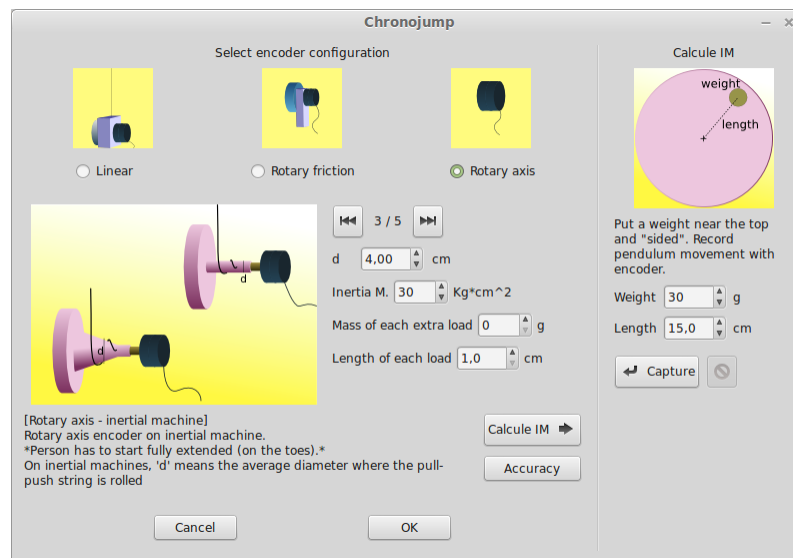 Chronojump
Select encoder configuration
Linear
Rotary friction
Rotary axis
3 / 5
d 4,00 cm
Inertia M. 30 Kg*cm^2
Mass of each extra load 0 g
Length of each load 1,0 cm
d
d
[Rotary axis - inertial machine]
Rotary axis encoder on inertial machine.
*Person has to start fully extended (on the toes).*
On inertial machines, 'd' means the average diameter where the pull-
push string is rolled
Calcule IM
Accuracy
Cancel
OK
Calcule IM
weight
length
Put a weight near the top
and "sided". Record
pendulum movement with
encoder.
Weight 30 g
Length 15,0 cm
Capture